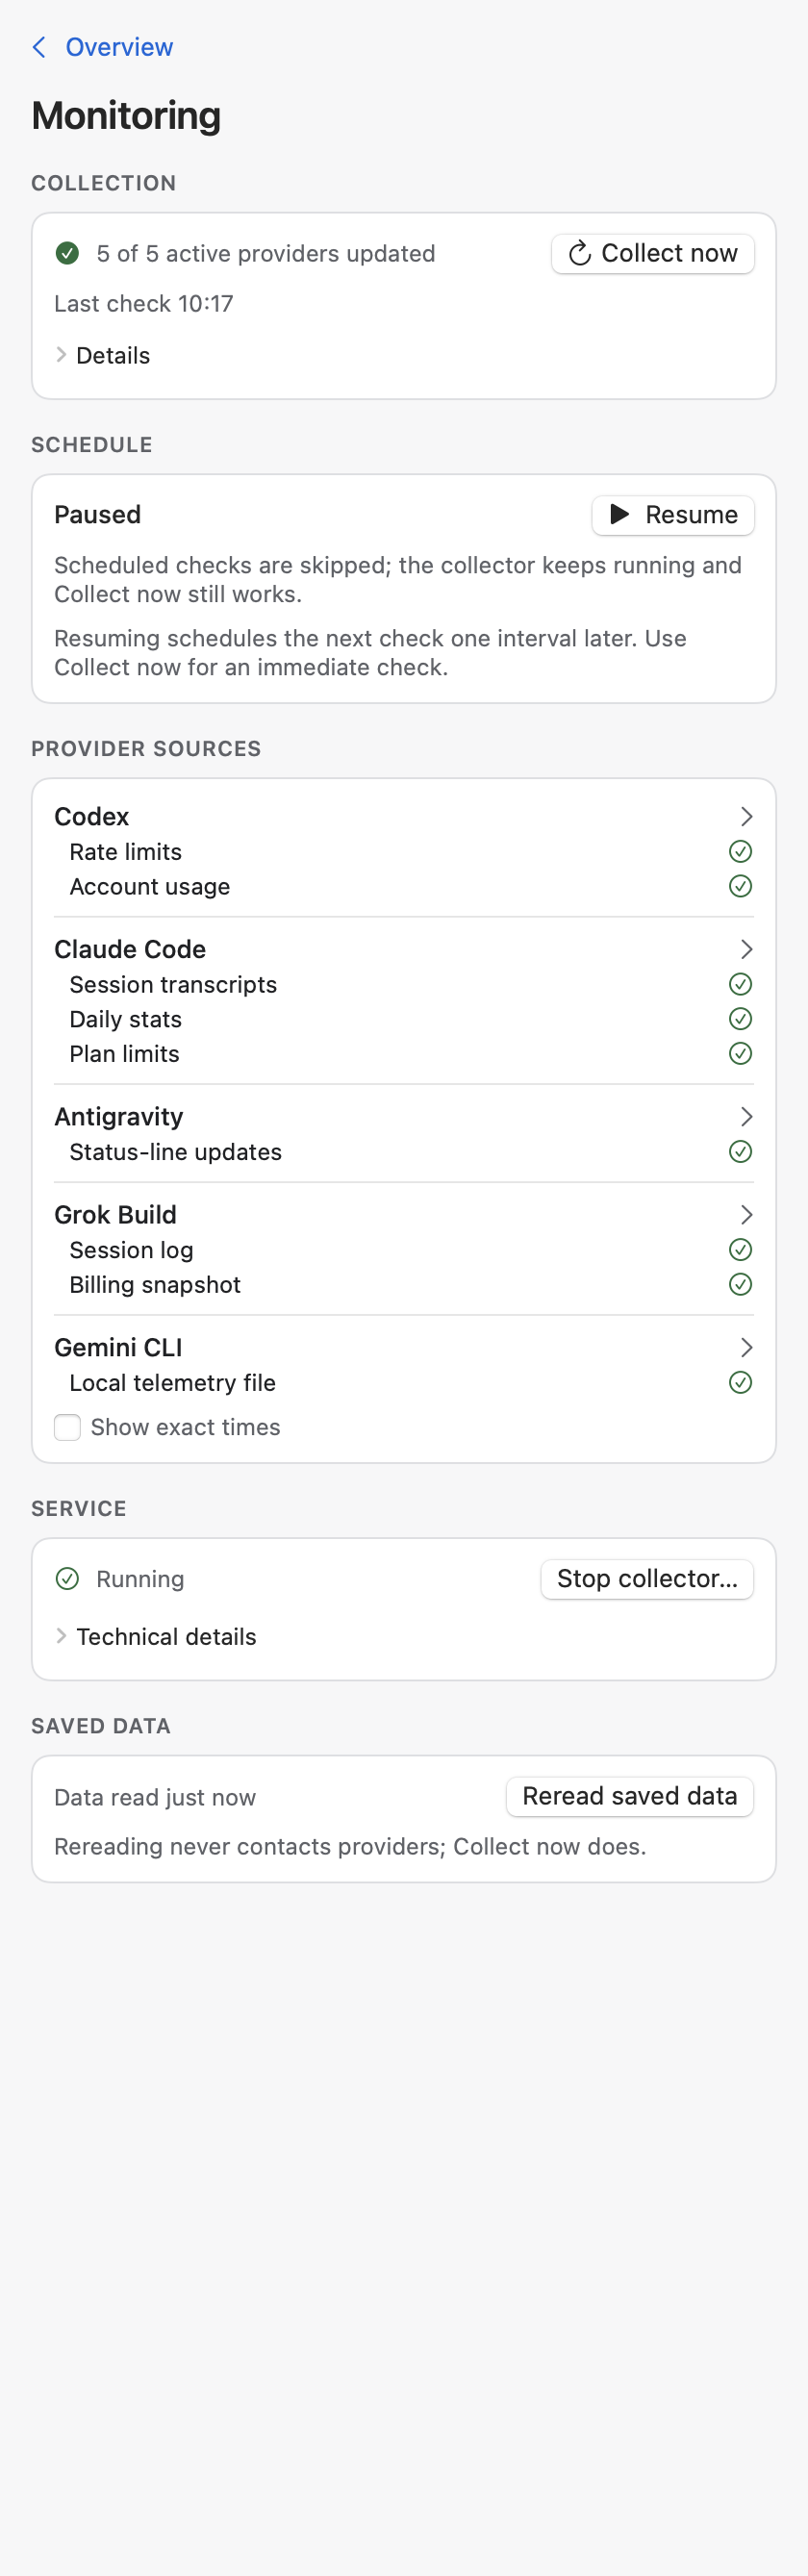 Overview
Monitoring
COLLECTION
5 of 5 active providers updated
Collect now
Last check 10:17
Details
SCHEDULE
Paused
Resume
Scheduled checks are skipped; the collector keeps running and
Collect now still works.
Resuming schedules the next check one interval later. Use
Collect now for an immediate check.
PROVIDER SOURCES
Codex
Rate limits
Account usage
Claude Code
Session transcripts
Daily stats
Plan limits
Antigravity
Status-line updates
Grok Build
Session log
Billing snapshot
Gemini CLI
Local telemetry file
Show exact times
SERVICE
Running
Stop collector...
Technical details
SAVED DATA
Data read just now
Reread saved data
Rereading never contacts providers; Collect now does.